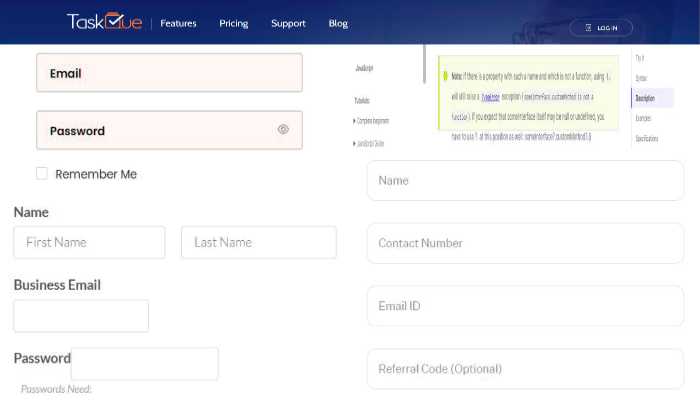 TaskQue
Features
Pricing
Support
Blog
LOG IN
Email
Password
Remember Me
Name
First Name
Last Name
Business Email
Password
Passwords Need:
JavaScript
Tutorials:
Complete beginners
JavaScript Guide
Note: If there is a property with such a name and which is not a function, using ?.
will still raise a TypeError exception (someInterface.customMethod is not a
function). If you expect that someInterface itself may be null or undefined, you
have to use ?. at this position as well: someInterface?.customMethod?.()
Try it
Syntax
Description
Examples
Specifications
Name
Contact Number
Email ID
Referral Code (Optional)